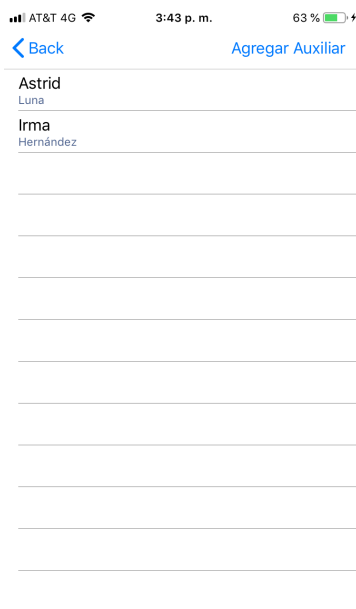 AT&T 4G 3:43 p. m. 63 %
Back Agregar Auxiliar
Astrid
Luna
Irma
Hernández